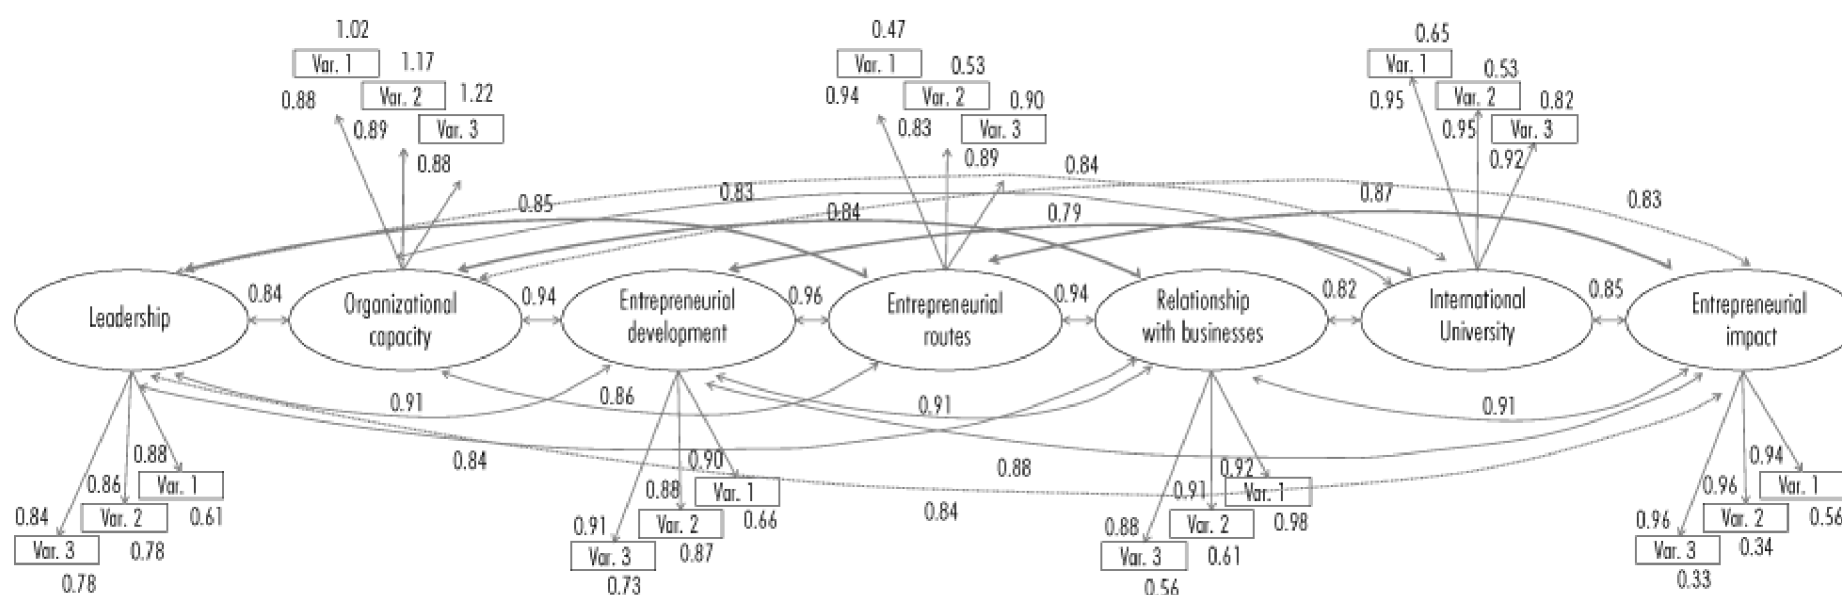 1.02
0.47
0.65
Var. 1
1.17
Var. 1
0.53
Var. 1
0.53
0.88
Var. 2
1.22
0.94
Var. 2
0.90
0.95
Var. 2
0.82
0.89
Var. 3
0.83
Var. 3
0.95
Var. 3
0.88
0.89
0.84
0.92
0.85
0.83
0.84
0.79
0.87
0.83
Leadership
0.84
Organizational
capacity
0.94
Entrepreneurial
development
0.96
Entrepreneurial
routes
0.94
Relationship
with businesses
0.82
International
University
0.85
Entrepreneurial
impact
0.91
0.86
0.91
0.91
0.84
0.88
0.84
0.88
0.86
0.84
Var. 1
0.61
Var. 2
0.78
Var. 3
0.78
0.90
0.88
0.91
Var. 1
0.66
Var. 2
0.87
Var. 3
0.73
0.92
0.91
0.88
Var. 1
0.98
Var. 2
0.61
Var. 3
0.56
0.94
0.96
0.96
Var. 1
0.56
Var. 2
0.34
Var. 3
0.33